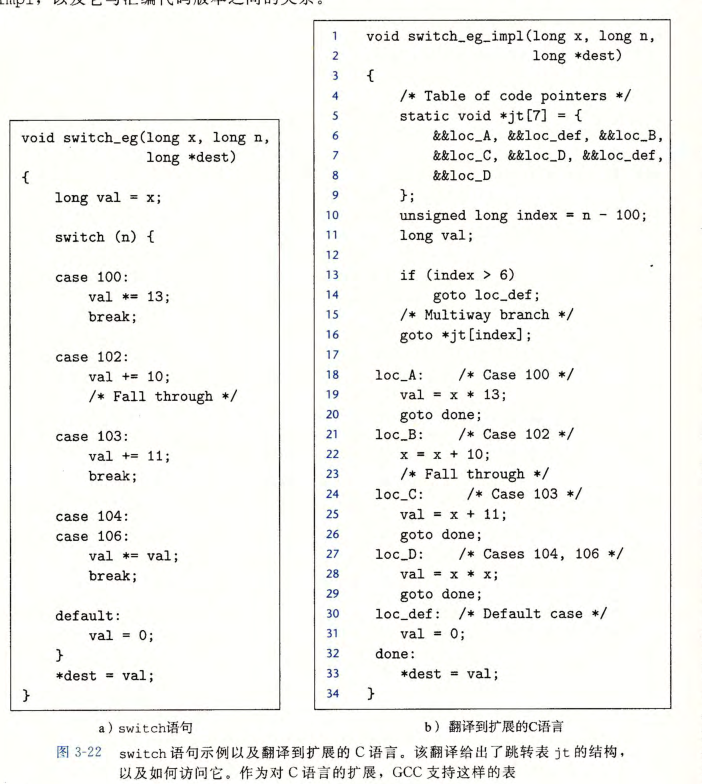 impl，以及它与汇编代码版本之间的关系。
void switch_eg(long x, long n,
               long *dest)
{
    long val = x;

    switch (n) {

    case 100:
        val *= 13;
        break;

    case 102:
        val += 10;
        /* Fall through */

    case 103:
        val += 11;
        break;

    case 104:
    case 106:
        val *= val;
        break;

    default:
        val = 0;
    }
    *dest = val;
}
a）switch语句
1    void switch_eg_impl(long x, long n,
2                        long *dest)
3    {
4        /* Table of code pointers */
5        static void *jt[7] = {
6            &&loc_A, &&loc_def, &&loc_B,
7            &&loc_C, &&loc_D, &&loc_def,
8            &&loc_D
9        };
10       unsigned long index = n - 100;
11       long val;
12
13       if (index > 6)
14           goto loc_def;
15       /* Multiway branch */
16       goto *jt[index];
17
18    loc_A:    /* Case 100 */
19       val = x * 13;
20       goto done;
21    loc_B:    /* Case 102 */
22       x = x + 10;
23       /* Fall through */
24    loc_C:    /* Case 103 */
25       val = x + 11;
26       goto done;
27    loc_D:    /* Cases 104, 106 */
28       val = x * x;
29       goto done;
30    loc_def:  /* Default case */
31       val = 0;
32    done:
33       *dest = val;
34   }
b）翻译到扩展的C语言
图 3-22 switch 语句示例以及翻译到扩展的 C 语言。该翻译给出了跳转表 jt 的结构，
以及如何访问它。作为对 C 语言的扩展，GCC 支持这样的表